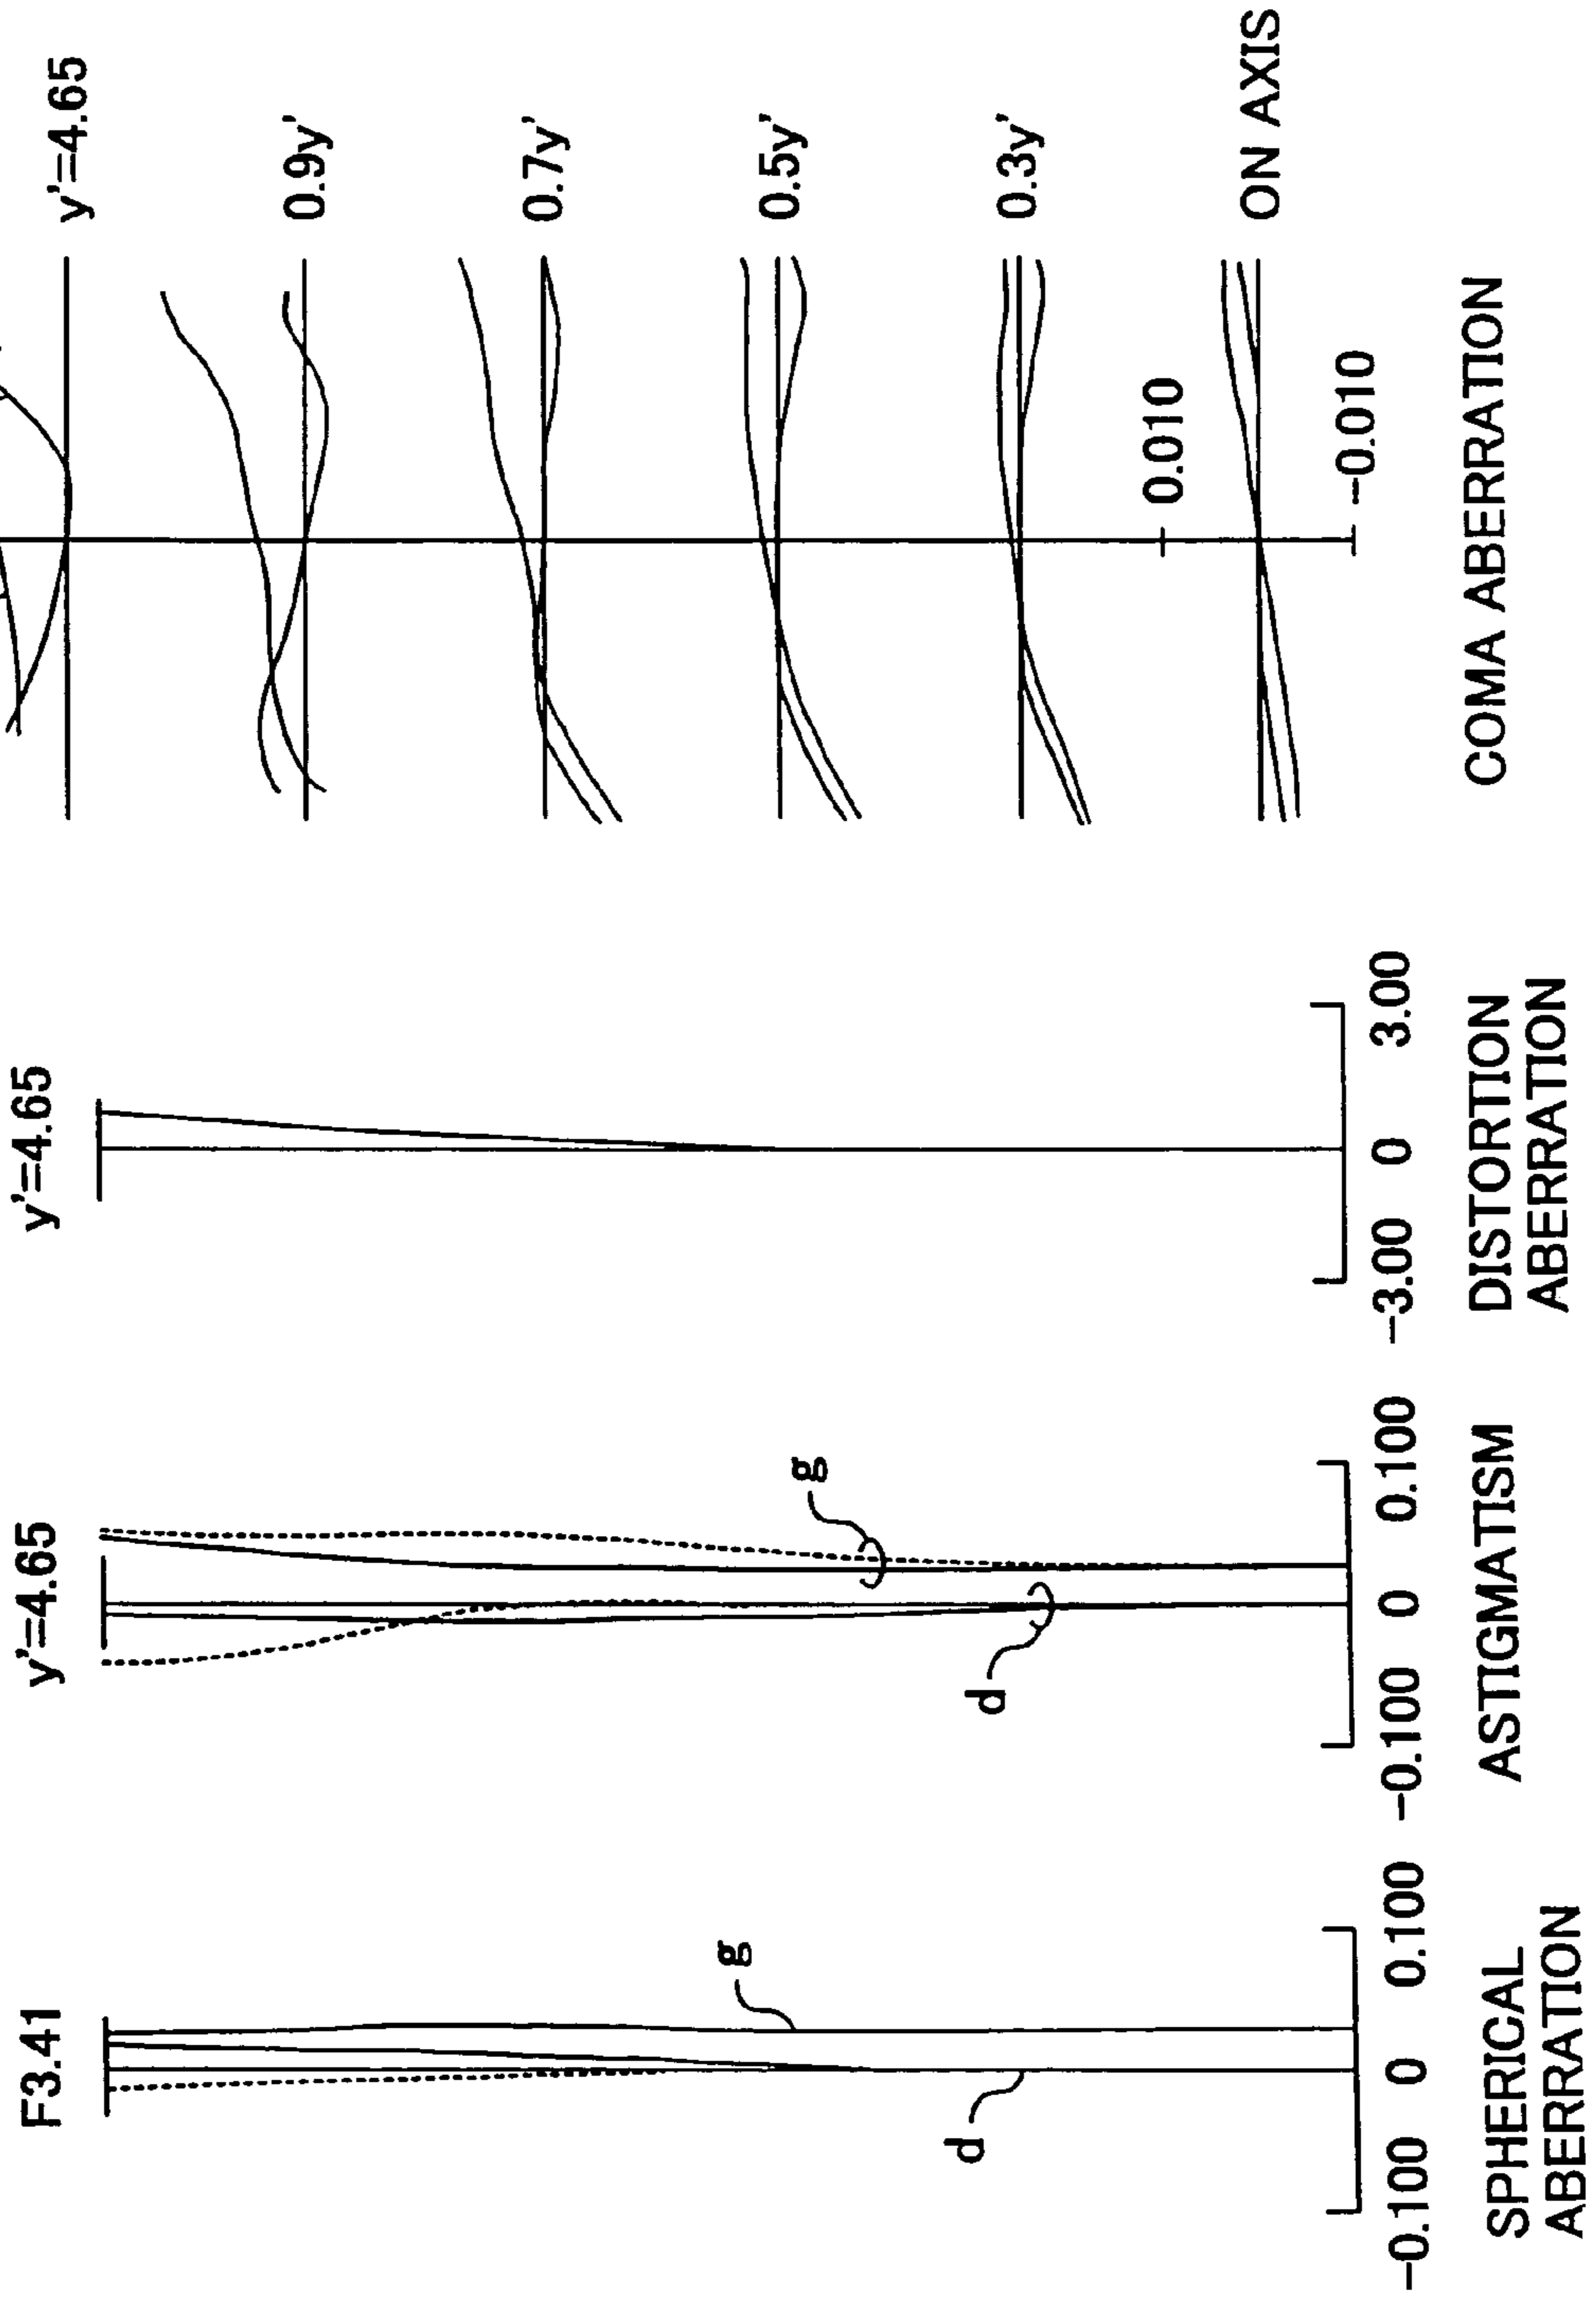 F3.41
g
d
-0.100 0 0.100
SPHERICAL
ABERRATION
y'=4.65
g
d
-0.100 0 0.100
ASTIGMATISM
y'=4.65
-3.00 0 3.00
DISTORTION
ABERRATION
y'=4.65
0.9y'
0.7y'
0.5y'
0.3y'
0.010
ON AXIS
-0.010
COMA ABERRATION